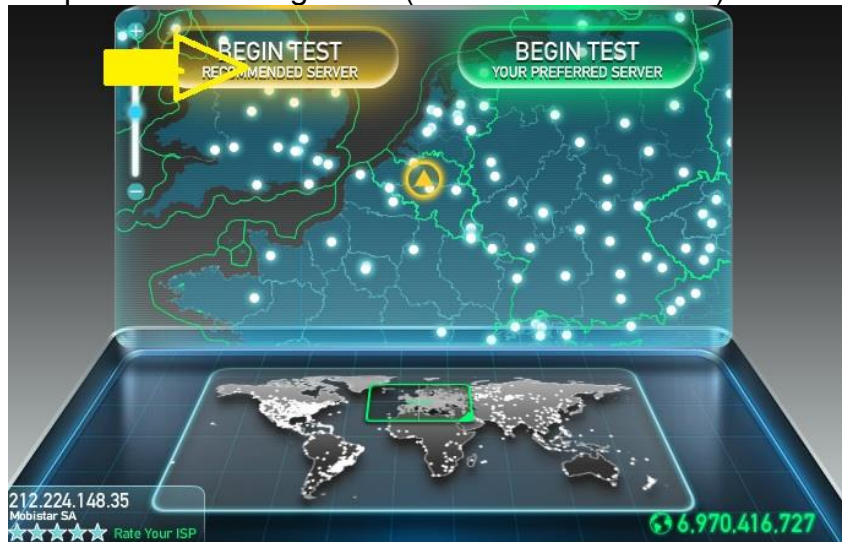 BEGIN TEST
RECOMMENDED SERVER
BEGIN TEST
YOUR PREFERRED SERVER
212.224.148.35
Mobistar SA
Rate Your ISP
6.970.416.727